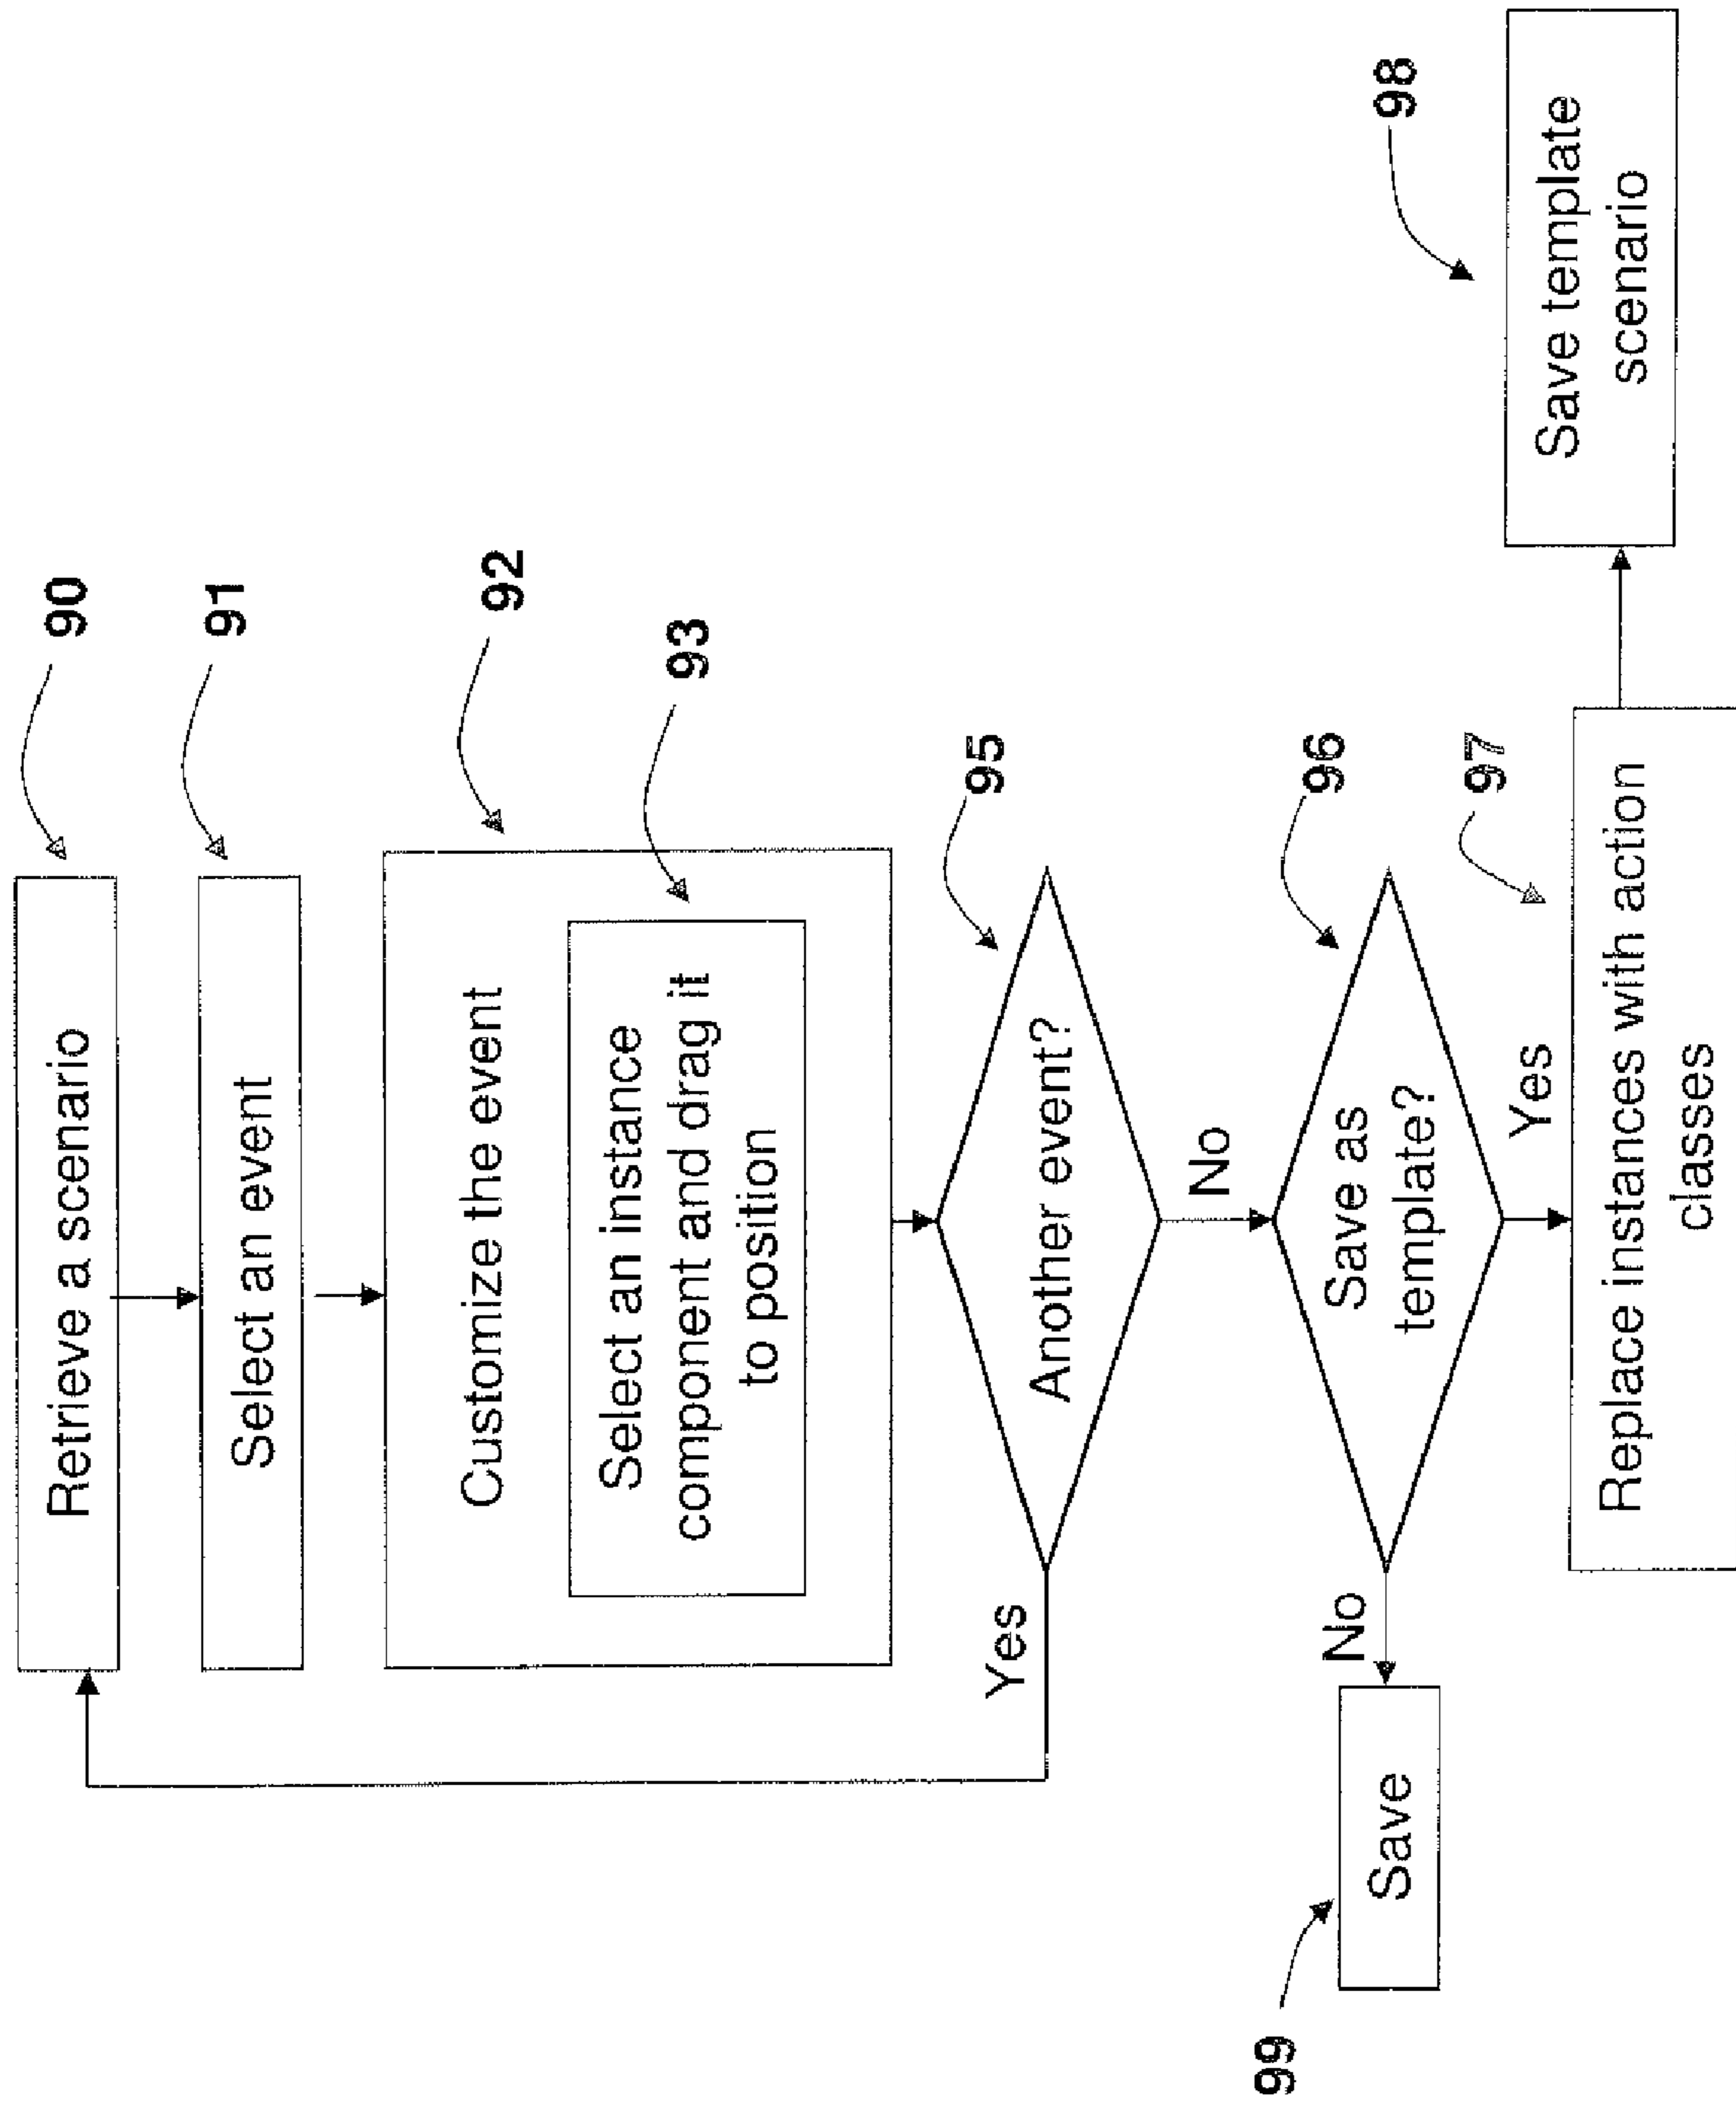 Retrieve a scenario
90
Select an event
91
Customize the event
92
Select an instance
component and drag it
to position
93
Another event?
95
Yes
No
Save as
template?
96
No
Yes
Save
99
Replace instances with action
classes
97
Save template
scenario
98